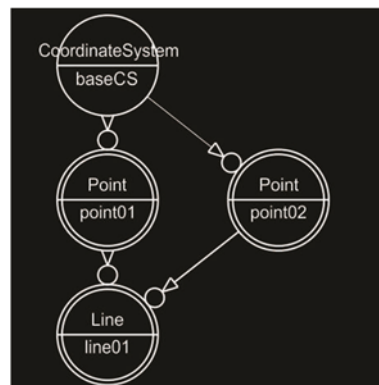 CoordinateSystem
baseCS
Point
point01
Point
point02
Line
line01